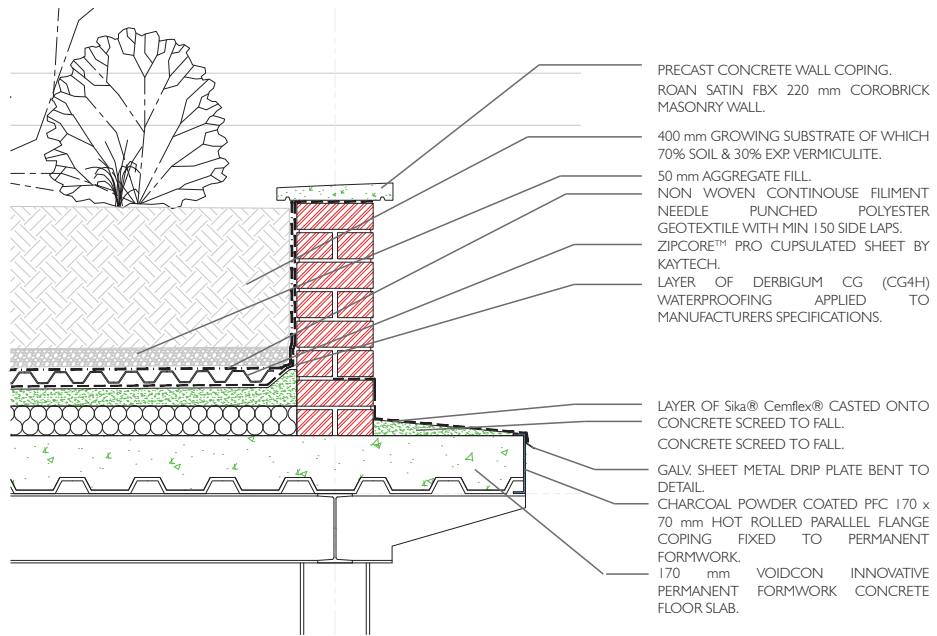 PRECAST CONCRETE WALL COPING.
ROAN SATIN FBX 220 mm COROBRICK
MASONRY WALL.
400 mm GROWING SUBSTRATE OF WHICH
70% SOIL & 30% EXP. VERMICULITE.
50 mm AGGREGATE FILL.
NON WOVEN CONTINOUSE FILIMENT
NEEDLE PUNCHED POLYESTER
GEOTEXTILE WITH MIN 150 SIDE LAPS.
ZIPCORE™ PRO CUPSULATED SHEET BY
KAYTECH.
LAYER OF DERBIGUM CG (CG4H)
WATERPROOFING APPLIED TO
MANUFACTURERS SPECIFICATIONS.
LAYER OF Sika® Cemflex® CASTED ONTO
CONCRETE SCREED TO FALL.
CONCRETE SCREED TO FALL.
GALV. SHEET METAL DRIP PLATE BENT TO
DETAIL.
CHARCOAL POWDER COATED PFC 170 x
70 mm HOT ROLLED PARALLEL FLANGE
COPING FIXED TO PERMANENT
FORMWORK.
170 mm VOIDCON INNOVATIVE
PERMANENT FORMWORK CONCRETE
FLOOR SLAB.